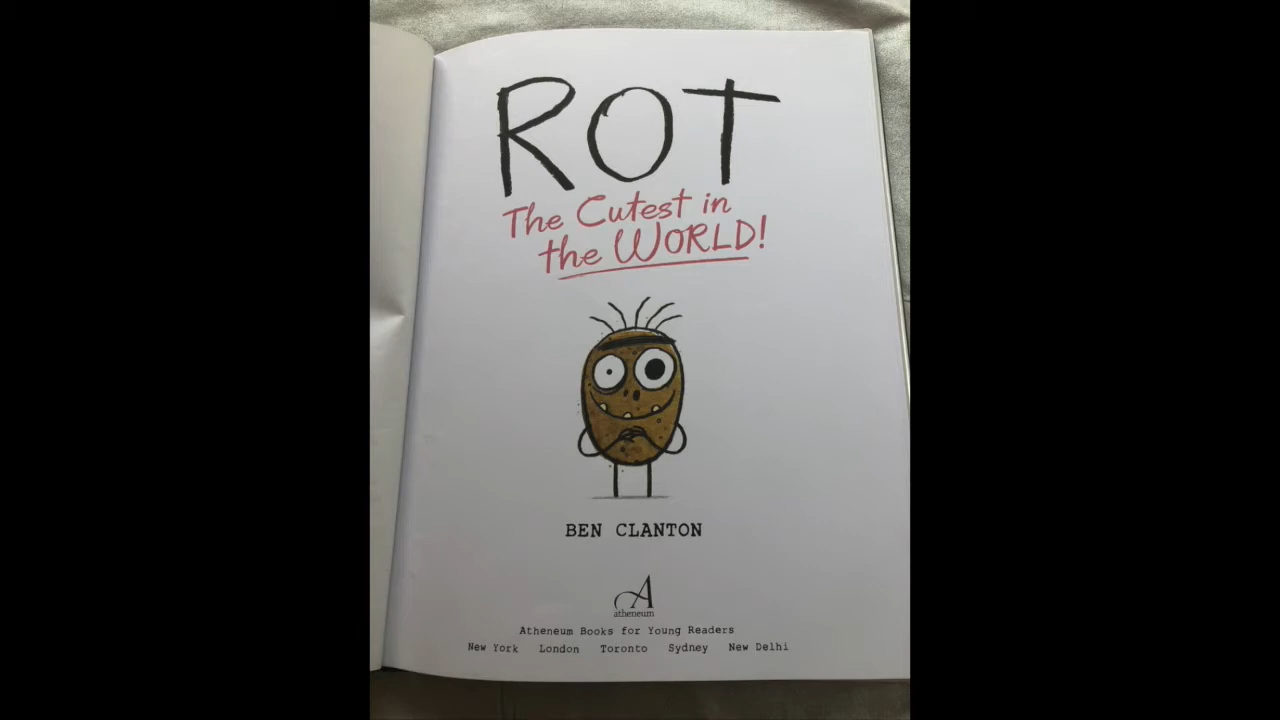 ROT
The Cutest in
the WORLD!
BEN CLANTON
A
atheneum
Atheneum Books for Young Readers
New York London Toronto Sydney New Delhi